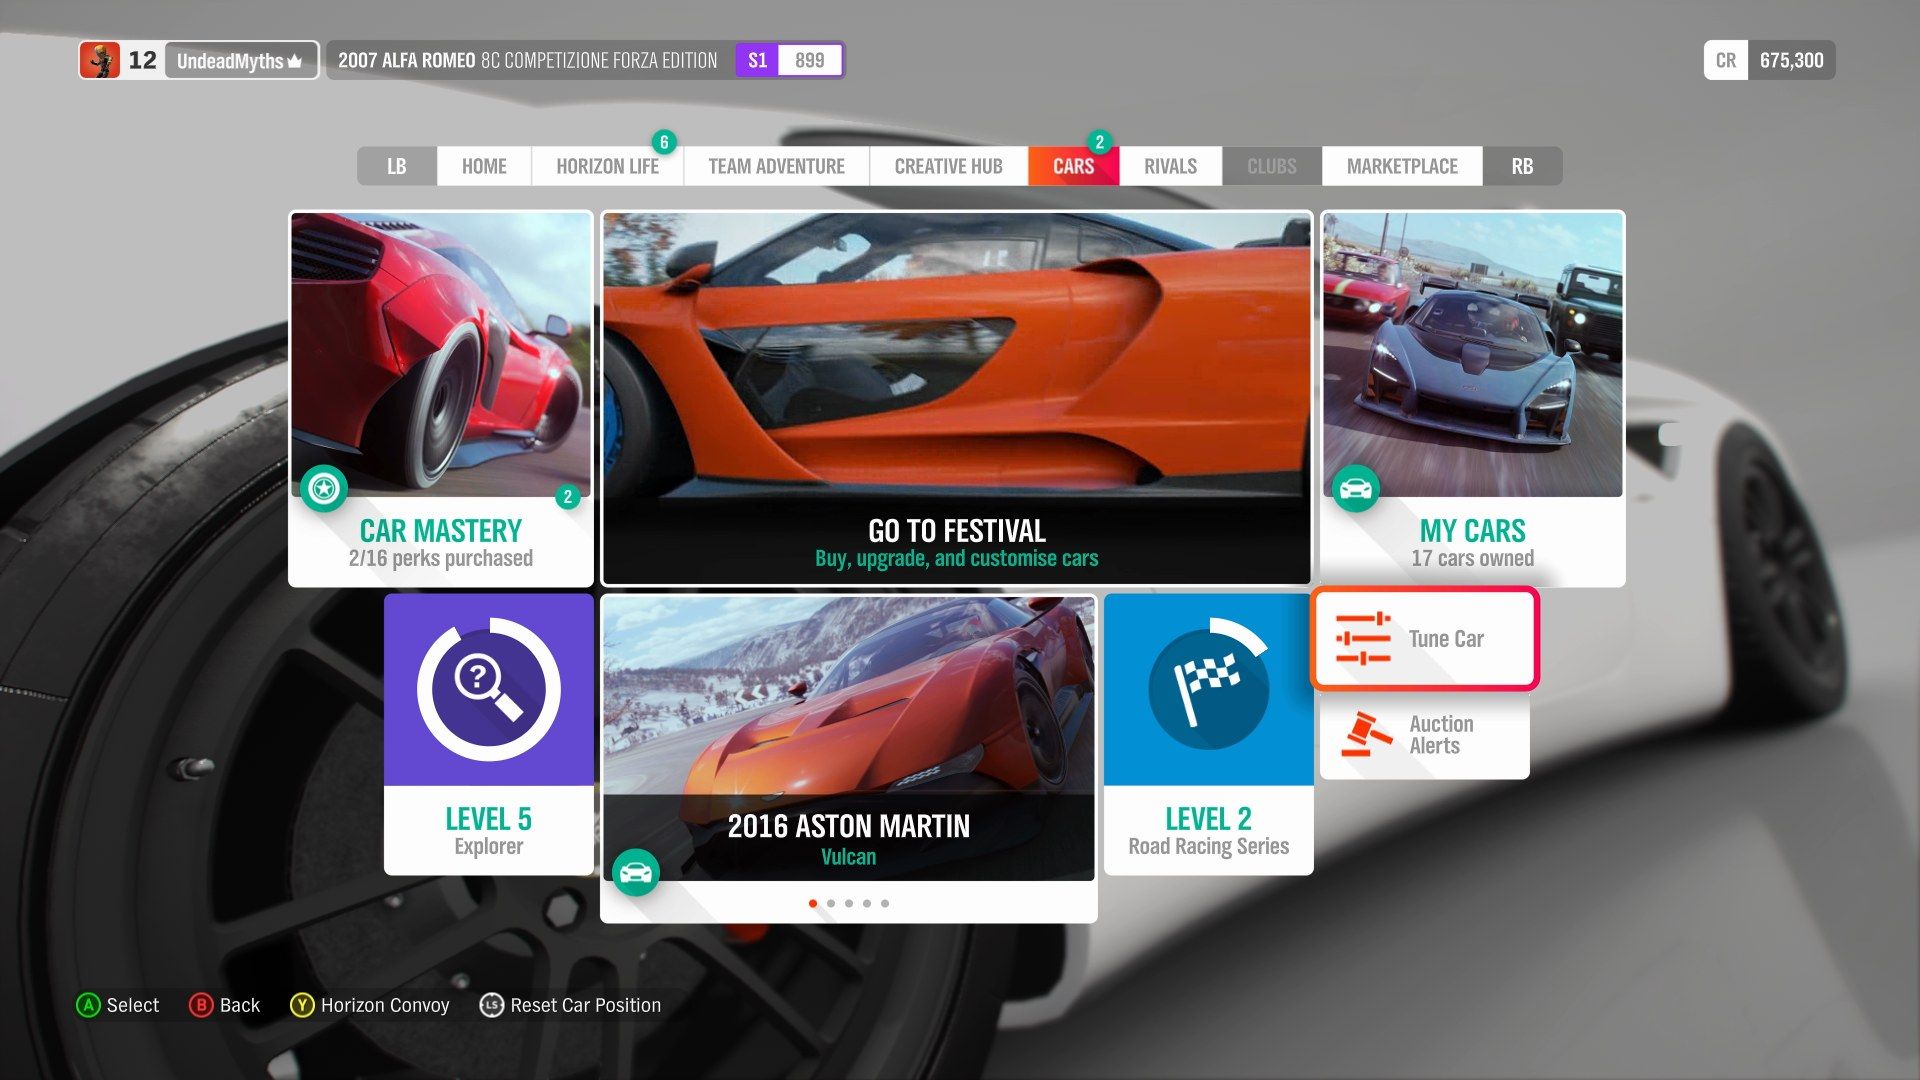 12 UndeadMyths 2007 ALFA ROMEO 8C COMPETIZIONE FORZA EDITION S1 899 CR 675,300
6 2
LB HOME HORIZON LIFE TEAM ADVENTURE CREATIVE HUB CARS RIVALS CLUBS MARKETPLACE RB
2
CAR MASTERY
2/16 perks purchased
GO TO FESTIVAL
Buy, upgrade, and customise cars
MY CARS
17 cars owned
?
LEVEL 5
Explorer
2016 ASTON MARTIN
Vulcan
LEVEL 2
Road Racing Series
Tune Car
Auction
Alerts
A Select B Back Y Horizon Convoy LS Reset Car Position